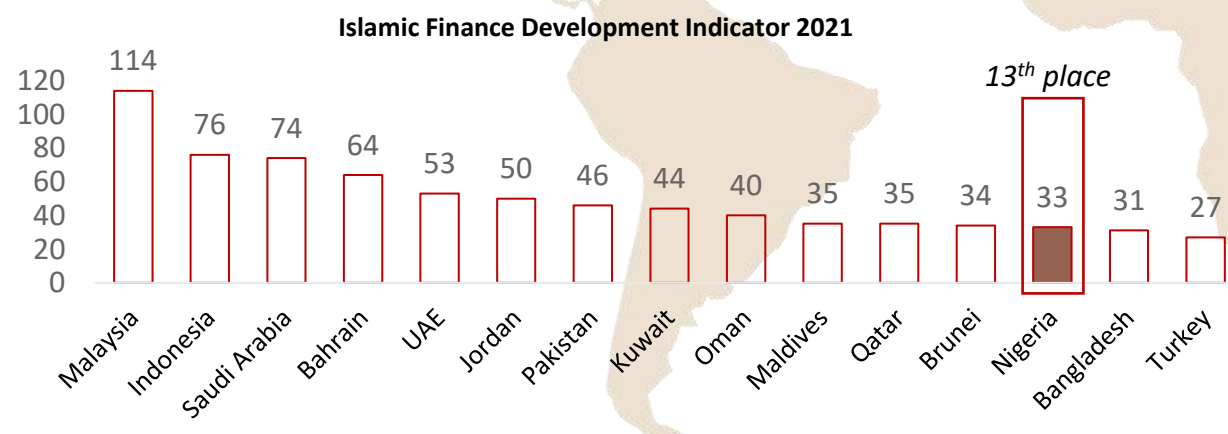 Islamic Finance Development Indicator 2021
13th place
120
100
80
60
40
20
0
114
76
74
64
53
50
46
44
40
35
35
34
33
31
27
Malaysia
Indonesia
Saudi Arabia
Bahrain
UAE
Jordan
Pakistan
Kuwait
Oman
Maldives
Qatar
Brunei
Nigeria
Bangladesh
Turkey